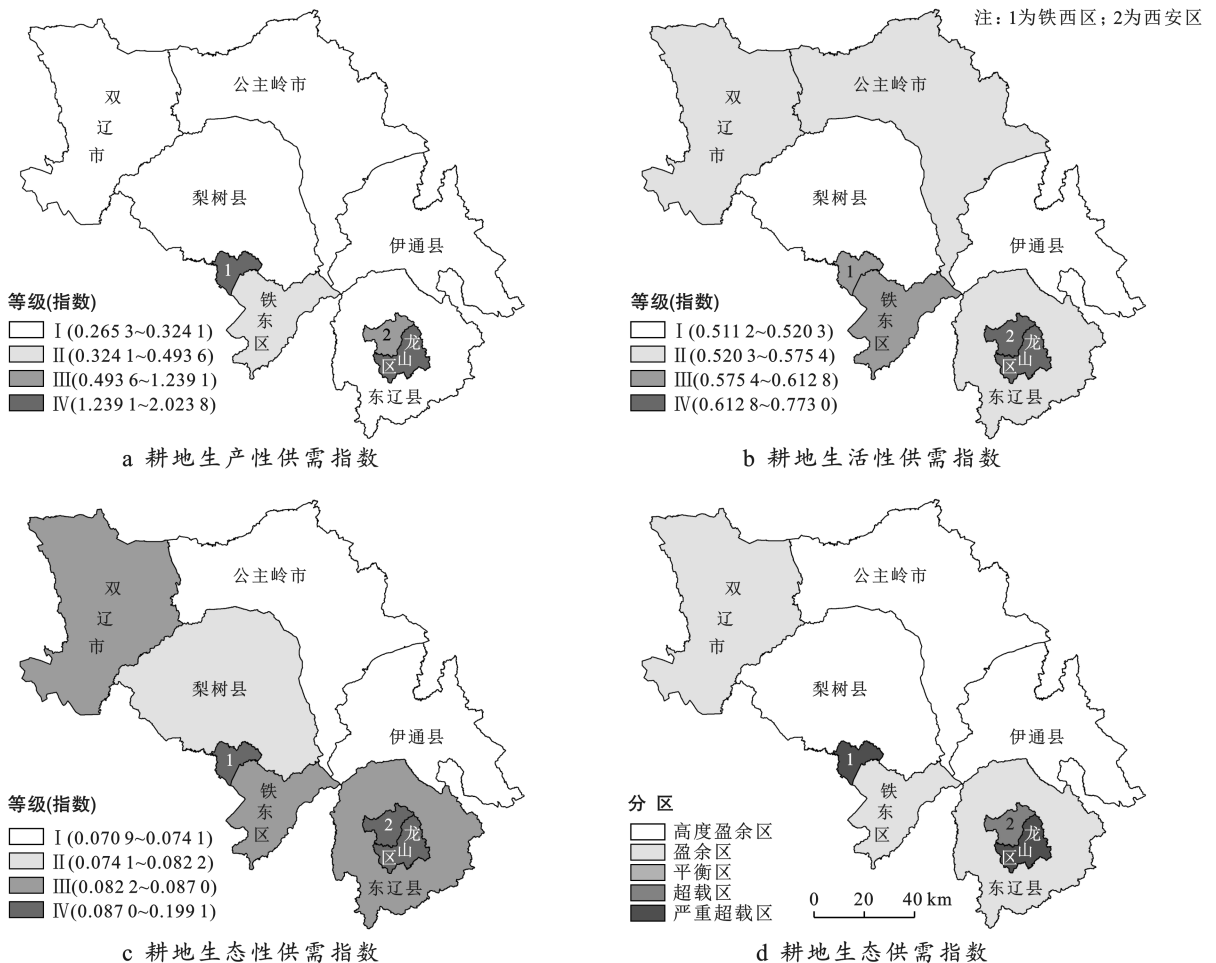 注: 1为铁西区; 2为西安区
双辽市
公主岭市
梨树县
伊通县
1
铁东区
2
龙山区
东辽县
等级(指数)
Ⅰ(0.265 3~0.324 1)
Ⅱ(0.324 1~0.493 6)
Ⅲ(0.493 6~1.239 1)
Ⅳ(1.239 1~2.023 8)
a 耕地生产性供需指数
双辽市
公主岭市
梨树县
伊通县
1
铁东区
2
龙山区
东辽县
等级(指数)
Ⅰ(0.511 2~0.520 3)
Ⅱ(0.520 3~0.575 4)
Ⅲ(0.575 4~0.612 8)
Ⅳ(0.612 8~0.773 0)
b 耕地生活性供需指数
双辽市
公主岭市
梨树县
伊通县
1
铁东区
2
龙山区
东辽县
等级(指数)
Ⅰ(0.070 9~0.074 1)
Ⅱ(0.074 1~0.082 2)
Ⅲ(0.082 2~0.087 0)
Ⅳ(0.087 0~0.199 1)
c 耕地生态性供需指数
双辽市
公主岭市
梨树县
伊通县
1
铁东区
2
龙山区
东辽县
分 区
高度盈余区
盈余区
平衡区
超载区
严重超载区
0 20 40 km
d 耕地生态供需指数